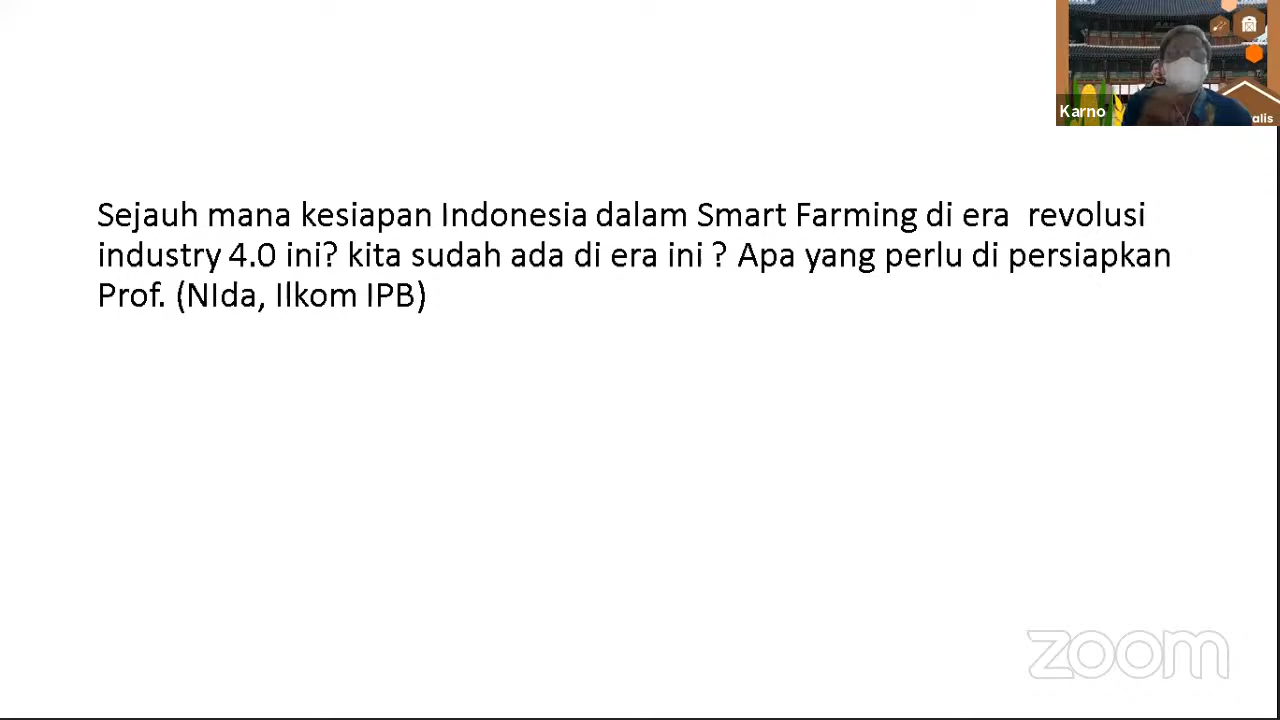 Karno
alis
Sejauh mana kesiapan Indonesia dalam Smart Farming di era  revolusi
industry 4.0 ini? kita sudah ada di era ini ? Apa yang perlu di persiapkan
Prof. (NIda, Ilkom IPB)
zoom